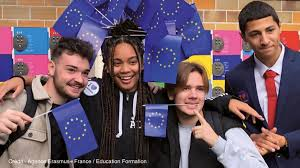 Crédit : Agence Erasmus+ France / Education Formation